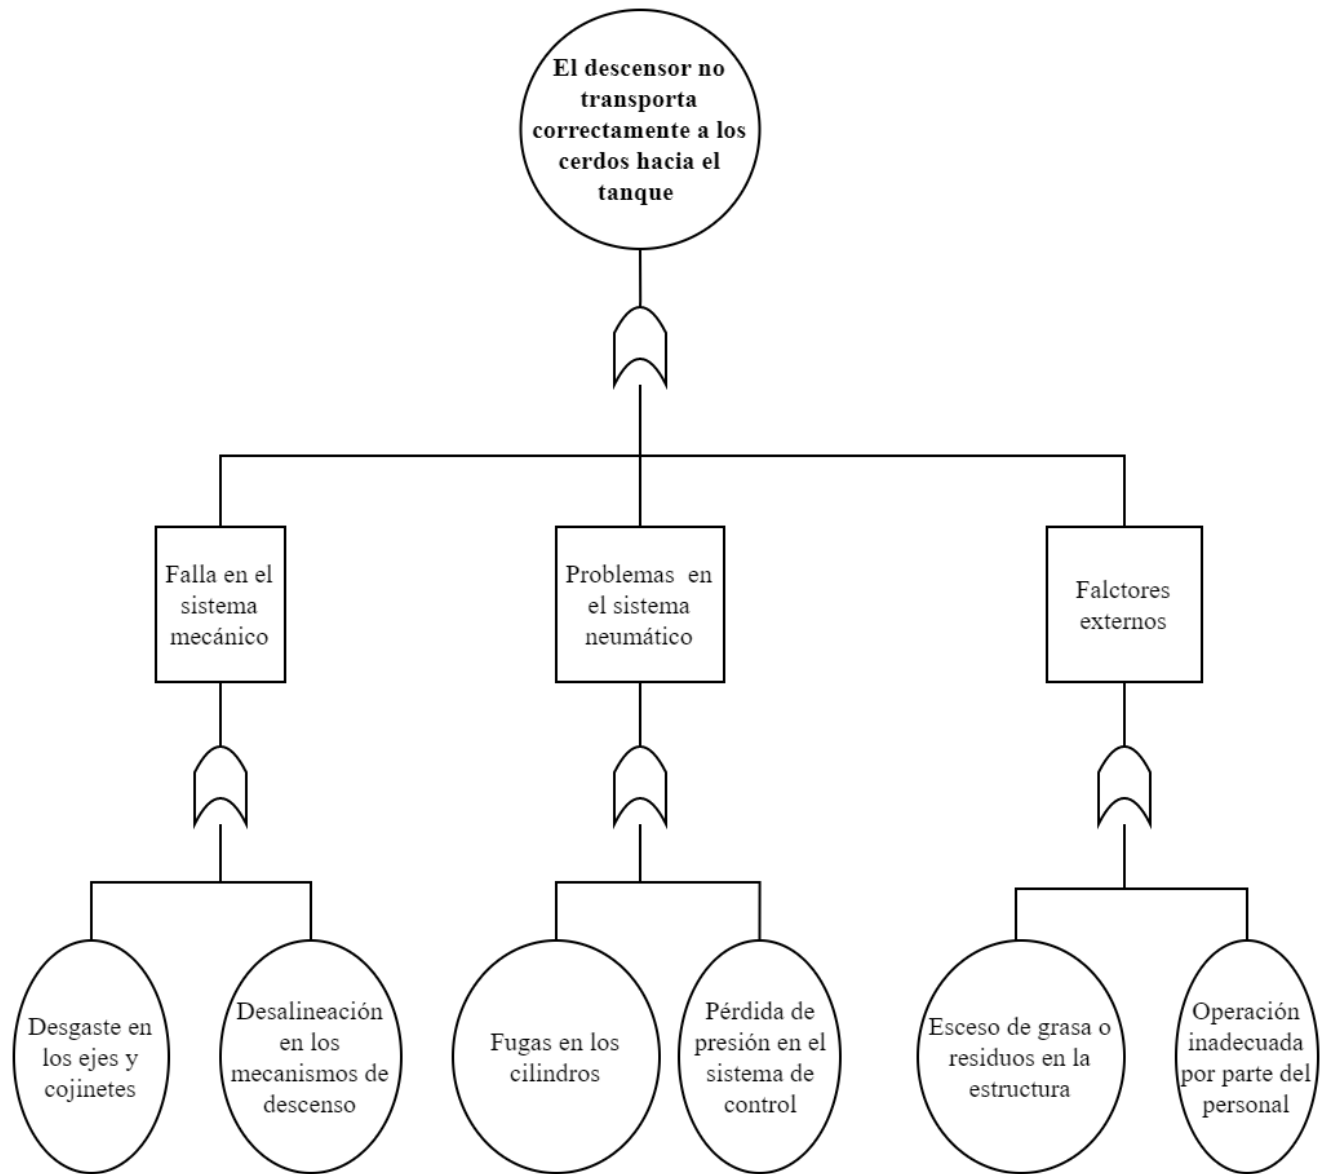 El descensor no
transporta
correctamente a los
cerdos hacia el
tanque
Falla en el
sistema
mecánico
Problemas en
el sistema
neumático
Falctores
externos
Desgaste en
los ejes y
cojinetes
Desalineación
en los
mecanismos de
descenso
Fugas en los
cilindros
Pérdida de
presión en el
sistema de
control
Esceso de grasa o
residuos en la
estructura
Operación
inadecuada
por parte del
personal